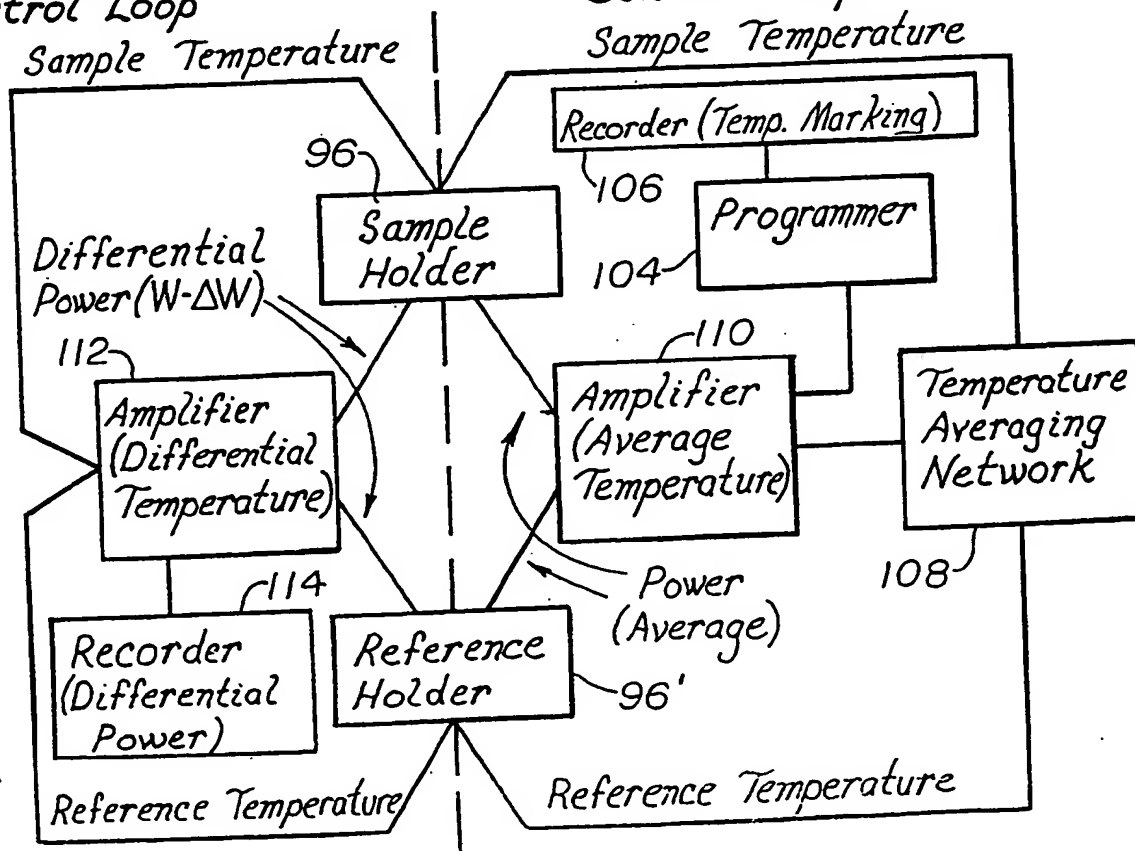 Loop
Sample Temperature
Sample Temperature
Recorder (Temp. Marking)
106
96
Sample
Holder
Programmer
104
Differential
Power (W-ΔW)
112
Amplifier
(Differential
Temperature)
110
Amplifier
(Average
Temperature)
Temperature
Averaging
Network
108
114
Recorder
(Differential
Power)
Reference
Holder
96'
Power
(Average)
Reference Temperature
Reference Temperature